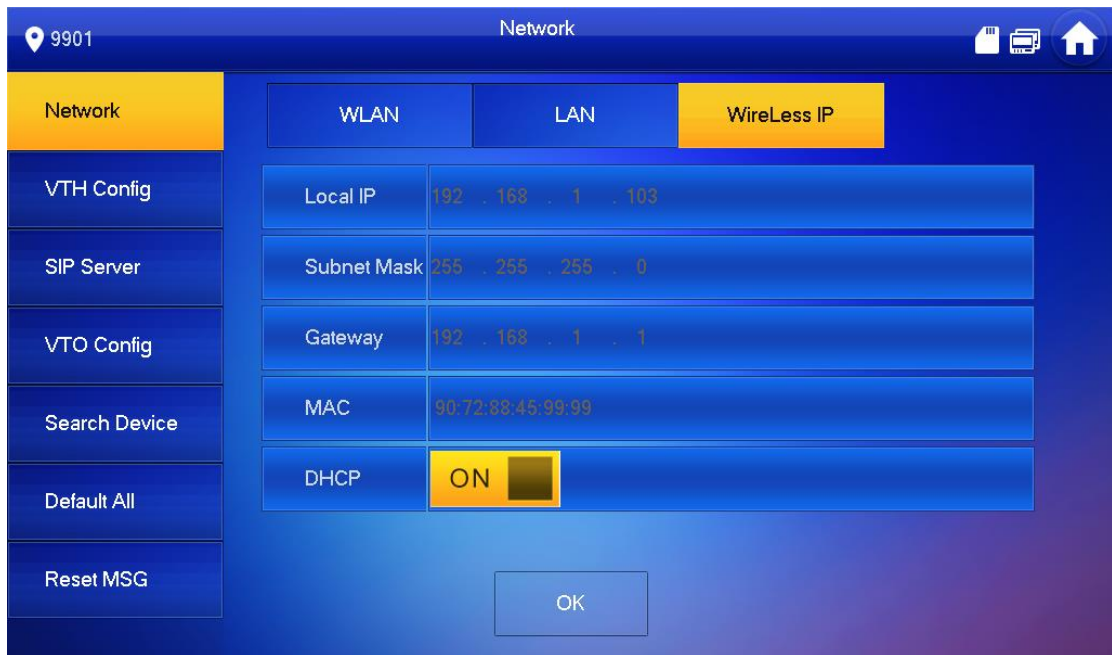 9901
Network
Network
WLAN
LAN
WireLess IP
VTH Config
Local IP 192 . 168 . 1 . 103
SIP Server
Subnet Mask 255 . 255 . 255 . 0
VTO Config
Gateway 192 . 168 . 1 . 1
Search Device
MAC 90:72:88:45:99:99
Default All
DHCP ON
Reset MSG
OK